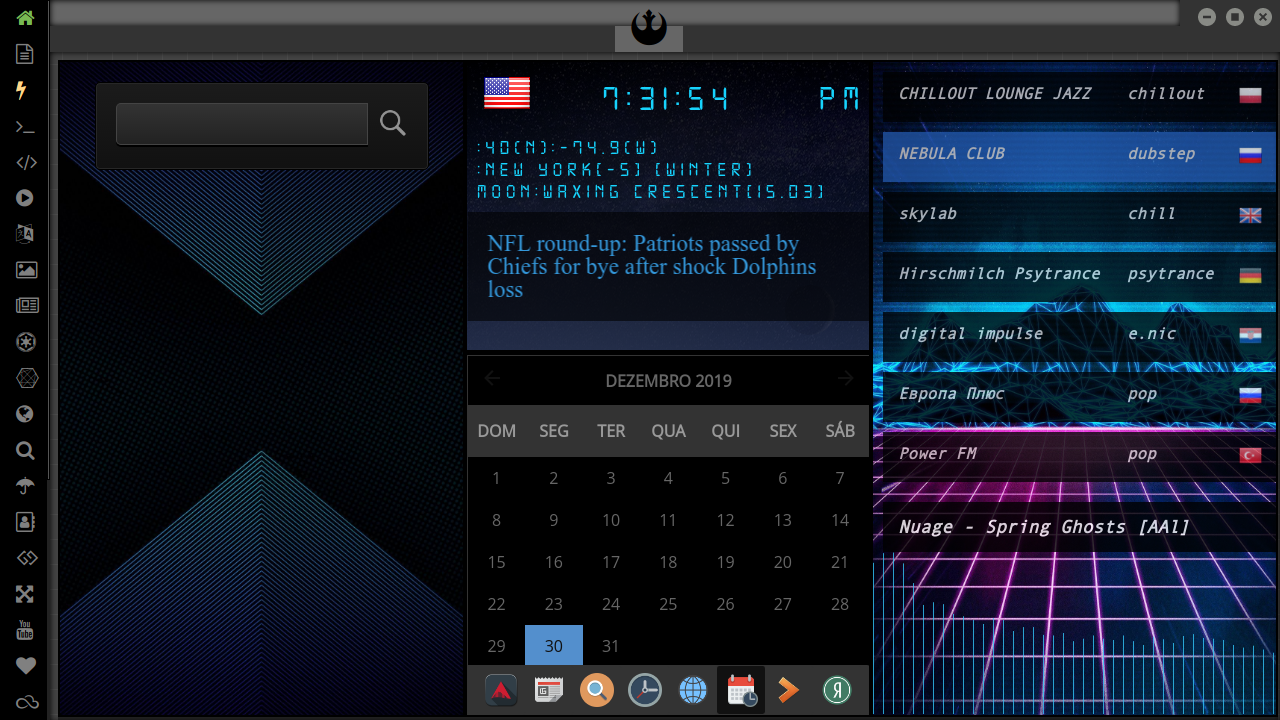 7:31:54 PM
:40(N):-74.9(W)
:NEW YORK(-5) (WINTER)
MOON:WAXING CRESCENT(15.03)
NFL round-up: Patriots passed by
Chiefs for bye after shock Dolphins
loss
DEZEMBRO 2019
DOM SEG TER QUA QUI SEX SÁB
1 2 3 4 5 6 7
8 9 10 11 12 13 14
15 16 17 18 19 20 21
22 23 24 25 26 27 28
29 30 31
CHILLOUT LOUNGE JAZZ chillout
NEBULA CLUB dubstep
skylab chill
Hirschmilch Psytrance psytrance
digital impulse e.nic
Европа Плюс pop
Power FM pop
Nuage - Spring Ghosts [AAl]
You
Tube
Я